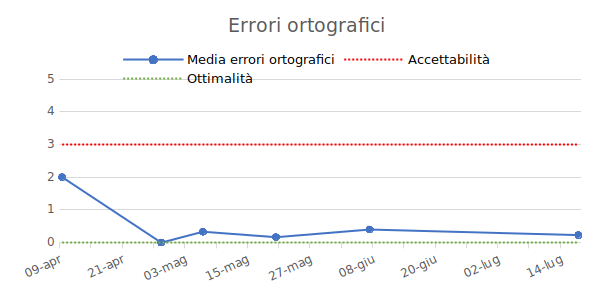 Errori ortografici
Media errori ortografici
Accettabilità
Ottimalità
5
4
3
2
1
0
09-apr
21-apr
03-mag
15-mag
27-mag
08-giu
20-giu
02-lug
14-lug